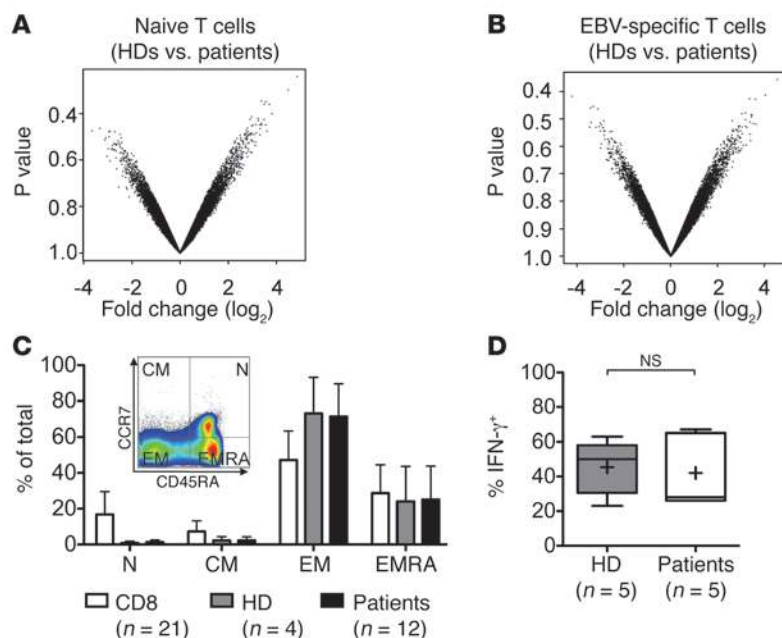 A
Naive T cells
(HDs vs. patients)
P value
0.4
0.6
0.8
1.0
-4 -2 0 2 4
Fold change (log2)
B
EBV-specific T cells
(HDs vs. patients)
P value
0.4
0.5
0.6
0.7
0.8
0.9
1.0
-4 -2 0 2 4
Fold change (log2)
C
% of total
100
80
60
40
20
0
CM N
EM EMRA
CCR7
CD45RA
N CM EM EMRA
CD8 HD Patients
(n = 21) (n = 4) (n = 12)
D
% IFN-γ+
100
80
60
40
20
0
NS
HD Patients
(n = 5) (n = 5)